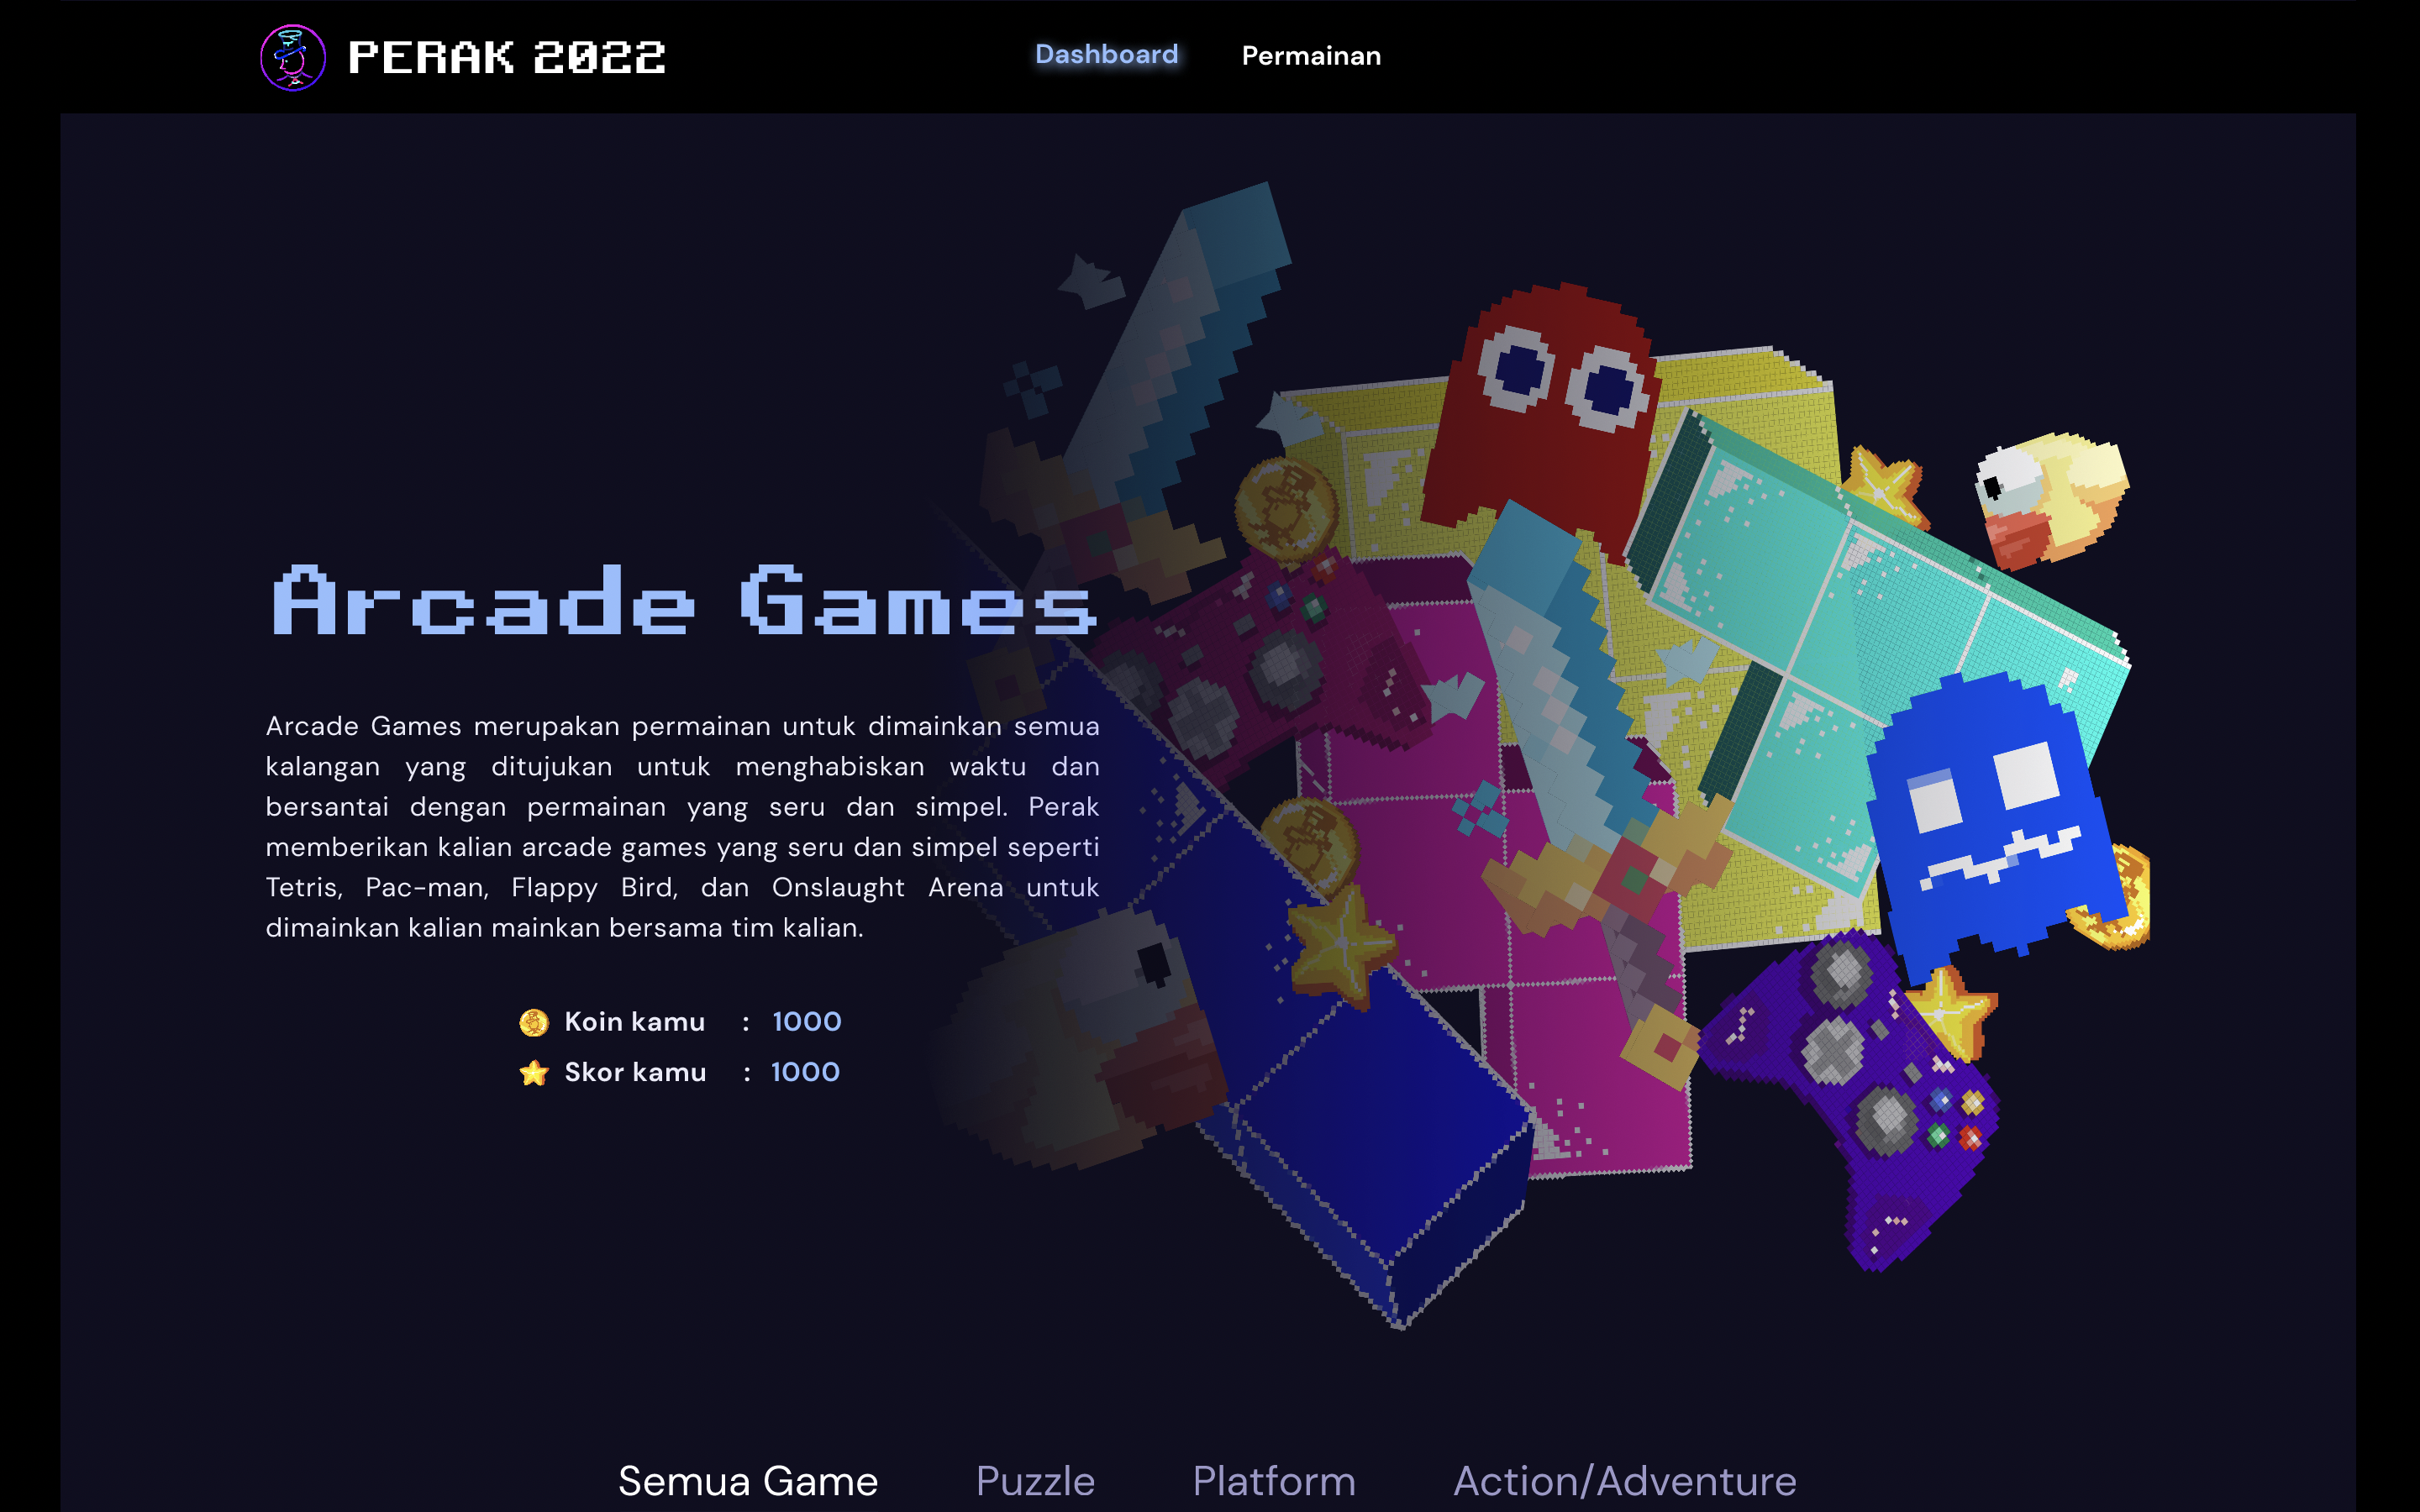 PERAK 2022
Dashboard
Permainan
Arcade Games
Arcade Games merupakan permainan untuk dimainkan semua
kalangan yang ditujukan untuk menghabiskan waktu dan
bersantai dengan permainan yang seru dan simpel. Perak
memberikan kalian arcade games yang seru dan simpel seperti
Tetris, Pac-man, Flappy Bird, dan Onslaught Arena untuk
dimainkan kalian mainkan bersama tim kalian.
Koin kamu : 1000
Skor kamu : 1000
Semua Game
Puzzle
Platform
Action/Adventure